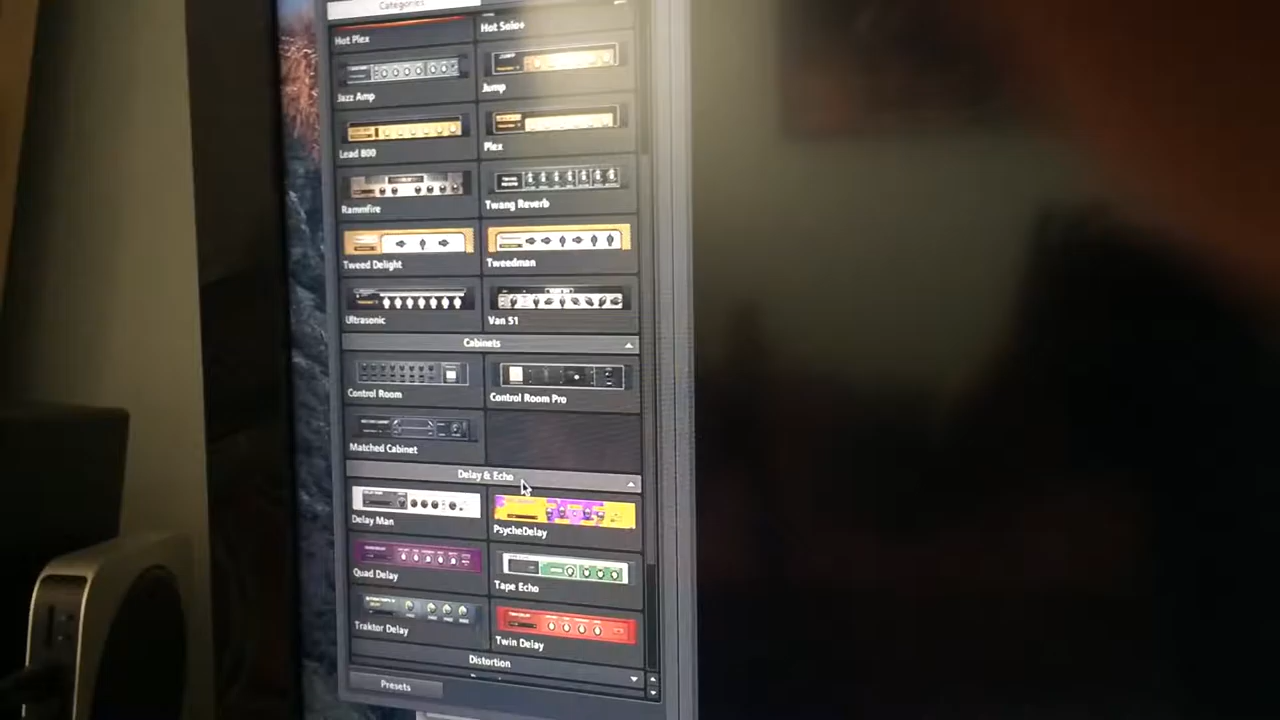 Categories
Hot Plex
Hot Solo+
Jazz Amp
Jump
Lead 800
Plex
Rammfire
Twang Reverb
Tweed Delight
Tweedman
Ultrasonic
Van 51
Cabinets
Control Room
Control Room Pro
Matched Cabinet
Delay & Echo
Delay Man
PsycheDelay
Quad Delay
Tape Echo
Traktor Delay
Twin Delay
Distortion
Presets